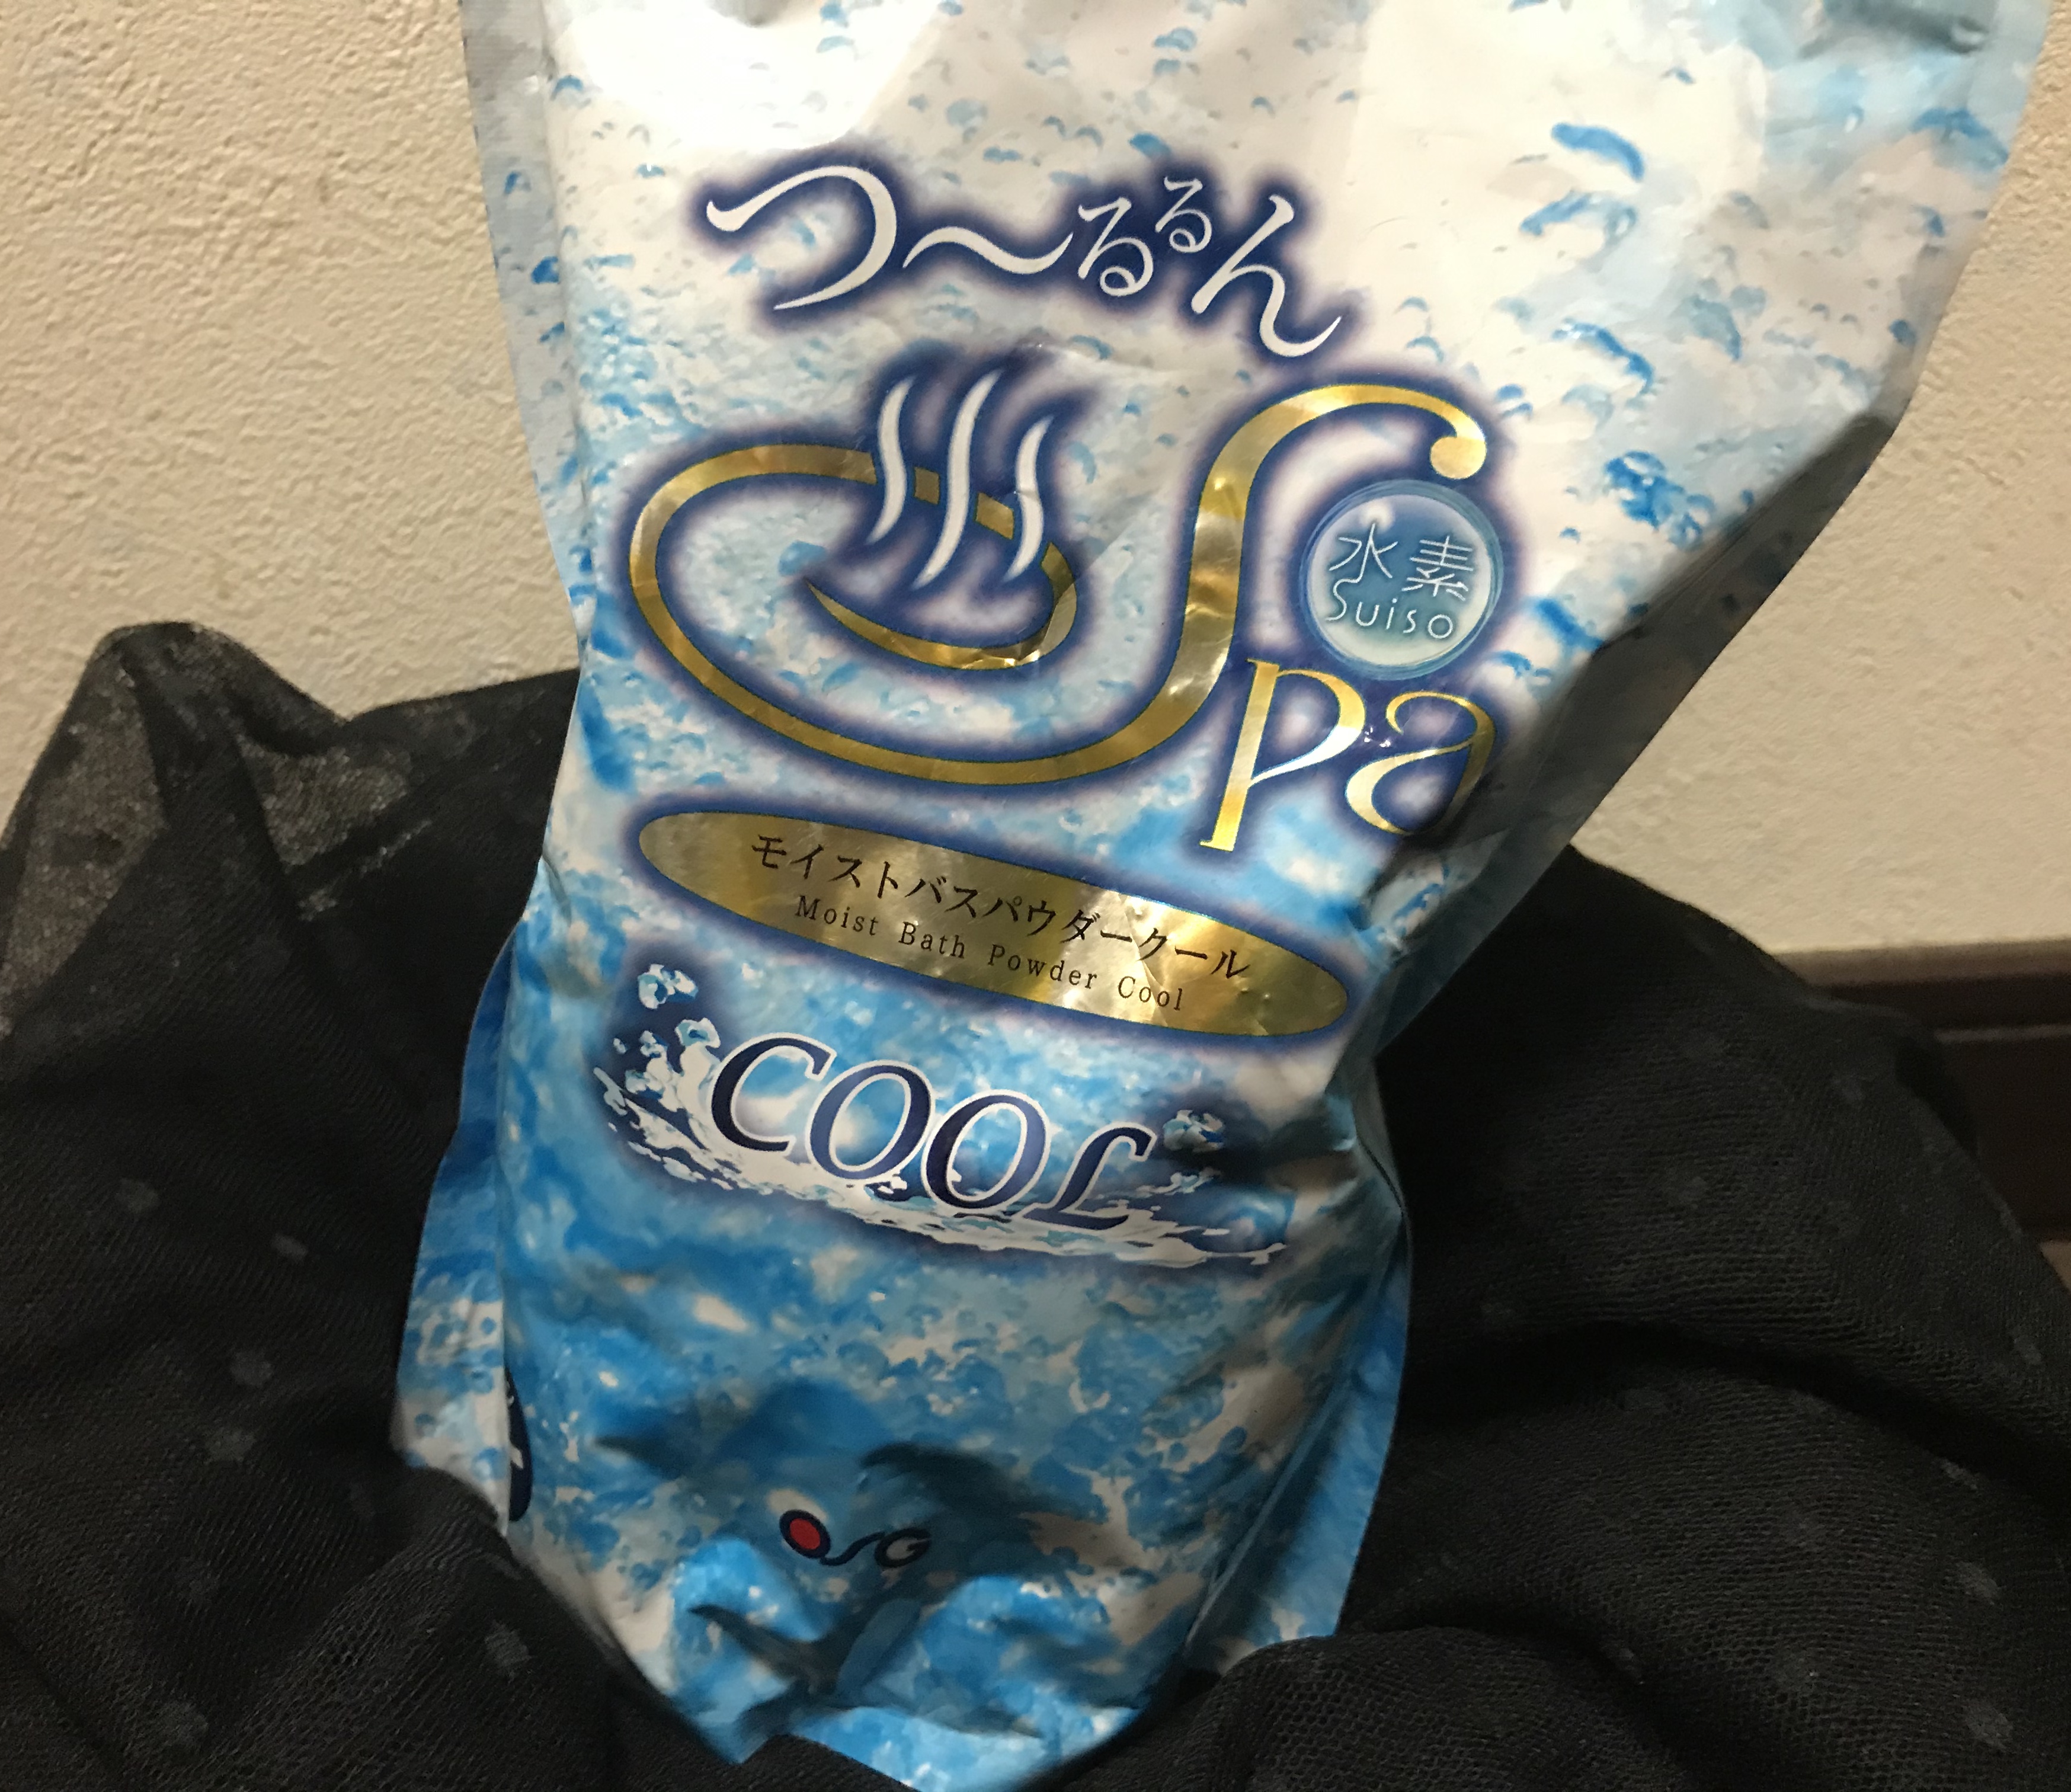 つ～るるん
Spa
水素
Suiso
モイストバスパウダークール
Moist Bath Powder Cool
COOL
OSG